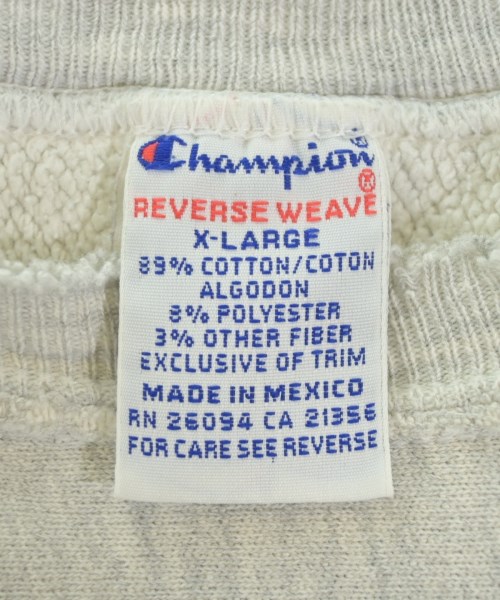 Champion®
REVERSE WEAVE®
X-LARGE
89% COTTON/COTON
ALGODON
8% POLYESTER
3% OTHER FIBER
EXCLUSIVE OF TRIM
MADE IN MEXICO
RN 26094 CA 21356
FOR CARE SEE REVERSE